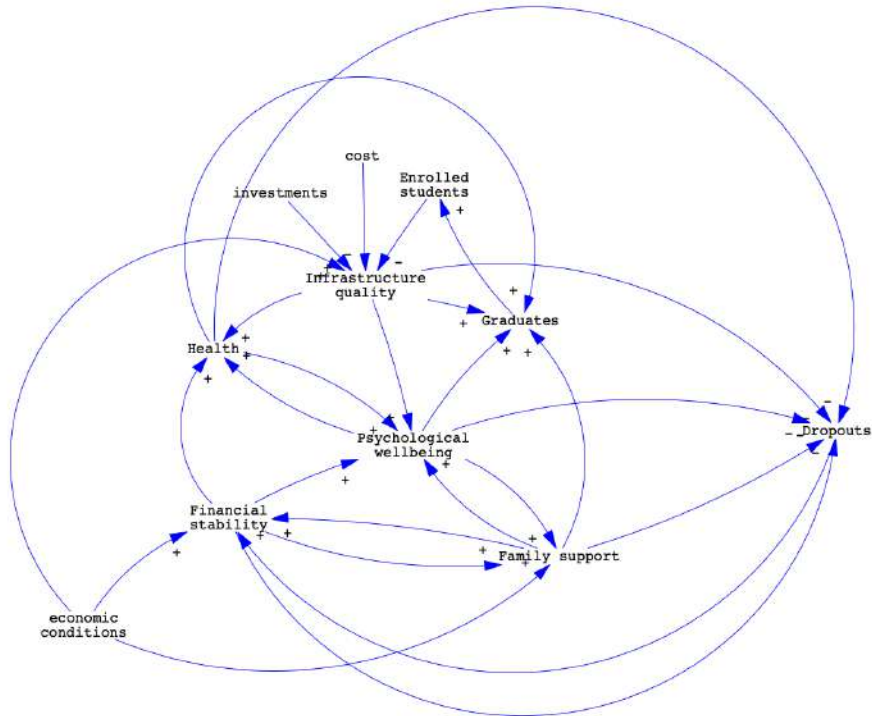 cost
Enrolled
students
investments
Infrastructure
quality
Graduates
Health
Dropouts
Psychological
wellbeing
Financial
stability
Family support
economic
conditions